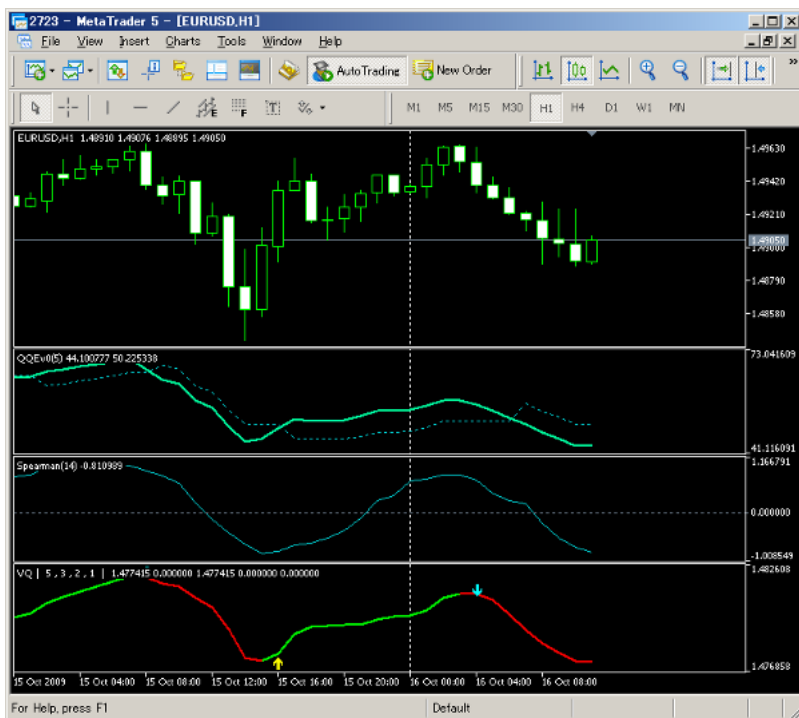 2723 - MetaTrader 5 - [EURUSD,H1]
File View Insert Charts Tools Window Help
AutoTrading New Order
E F T M1 M5 M15 M30 H1 H4 D1 W1 MN
EURUSD,H1 1.48910 1.49076 1.48895 1.49050
1.49630
1.49420
1.49210
1.49050
1.49000
1.48790
1.48580
QQEv0(5) 44.100777 50.225338
73.041609
41.116091
Spearman(14) -0.810989
1.166791
0.000000
-1.008549
VQ | 5 , 3 , 2 , 1 | 1.477415 0.000000 1.477415 0.000000 0.000000
1.482608
1.476858
15 Oct 2009 15 Oct 04:00 15 Oct 08:00 15 Oct 12:00 15 Oct 16:00 15 Oct 20:00 16 Oct 00:00 16 Oct 04:00 16 Oct 08:00
For Help, press F1 Default